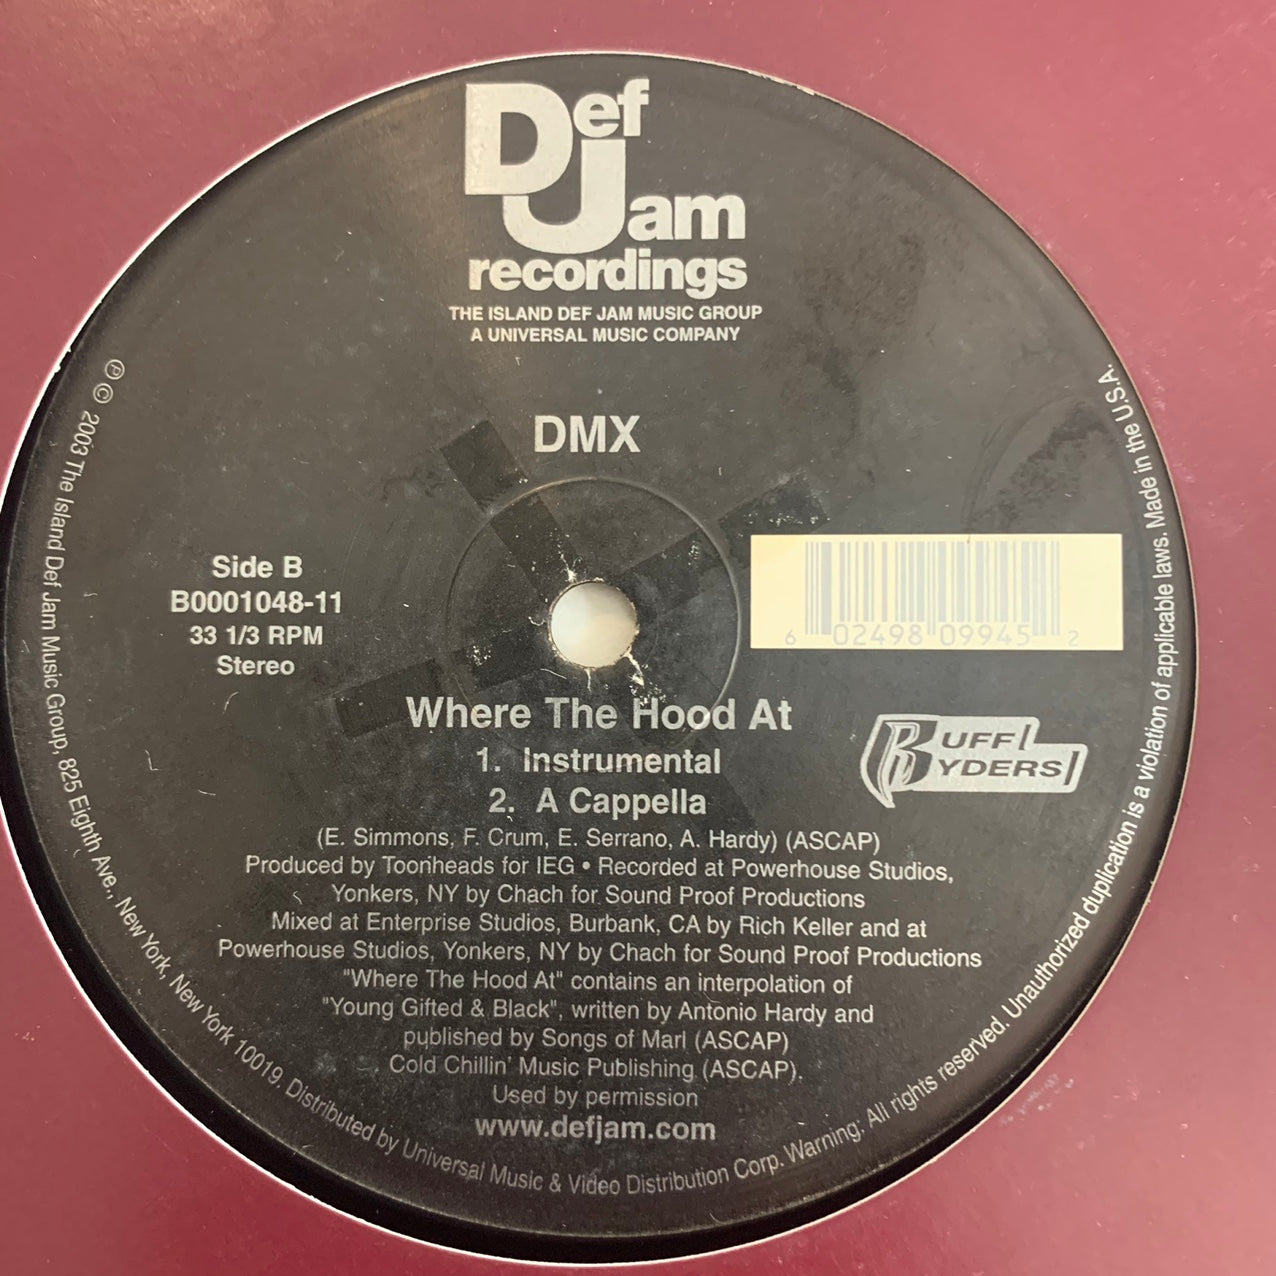 Def
Jam
recordings
THE ISLAND DEF JAM MUSIC GROUP
A UNIVERSAL MUSIC COMPANY
DMX
Side B
B0001048-11
33 1/3 RPM
Stereo
6 02498 09945 2
RUFF
RYDERS
Where The Hood At
1. Instrumental
2. A Cappella
(E. Simmons, F. Crum, E. Serrano, A. Hardy) (ASCAP)
Produced by Toonheads for IEG • Recorded at Powerhouse Studios,
Yonkers, NY by Chach for Sound Proof Productions
Mixed at Enterprise Studios, Burbank, CA by Rich Keller and at
Powerhouse Studios, Yonkers, NY by Chach for Sound Proof Productions
"Where The Hood At" contains an interpolation of
"Young Gifted & Black", written by Antonio Hardy and
published by Songs of Marl (ASCAP)
Cold Chillin' Music Publishing (ASCAP).
Used by permission
www.defjam.com
℗ © 2003 The Island Def Jam Music Group, 825 Eighth Ave., New York, New York 10019. Distributed by Universal Music & Video Distribution Corp. Warning: All rights reserved. Unauthorized duplication is a violation of applicable laws. Made in the U.S.A.